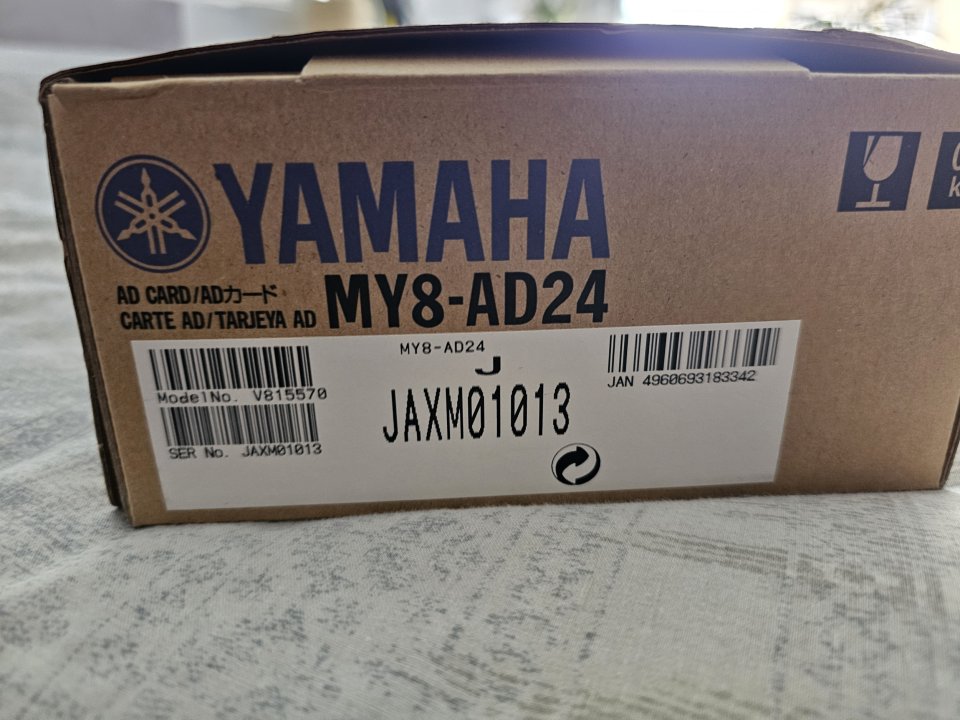 YAMAHA
AD CARD/ADカード
CARTE AD/TARJEYA AD
MY8-AD24
MY8-AD24
J
JAXM01013
ModelNo. V815570
SER No. JAXM01013
JAN 4960693183342